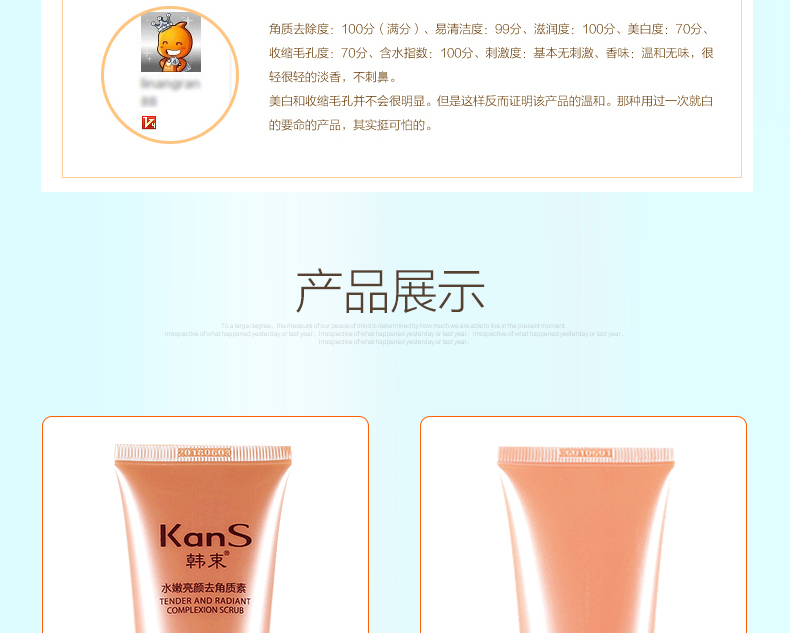 角质去除度：100分（满分）、易清洁度：99分、滋润度：100分、美白度：70分、
收缩毛孔度：70分、含水指数：100分、刺激度：基本无刺激、香味：温和无味，很
轻很轻的淡香，不刺鼻。
美白和收缩毛孔并不会很明显。但是这样反而证明该产品的温和。那种用过一次就白
的要命的产品，其实挺可怕的。
产品展示
To a large degree，the measure of our peace of mind is determined by how much we are able to live in the present moment.
Irrespective of what happened yesterday or last year，Irrespective of what happened yesterday or last year，Irrespective of what happened yesterday or last year，
Irrespective of what happened yesterday or last year.
KanS
韩束®
水嫩亮颜去角质素
TENDER AND RADIANT
COMPLEXION SCRUB